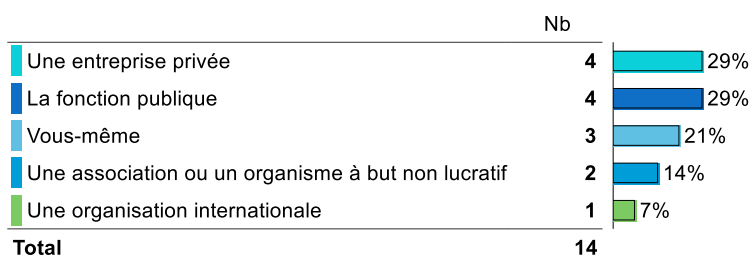 Nb
Une entreprise privée 4 29%
La fonction publique 4 29%
Vous-même 3 21%
Une association ou un organisme à but non lucratif 2 14%
Une organisation internationale 1 7%
Total 14